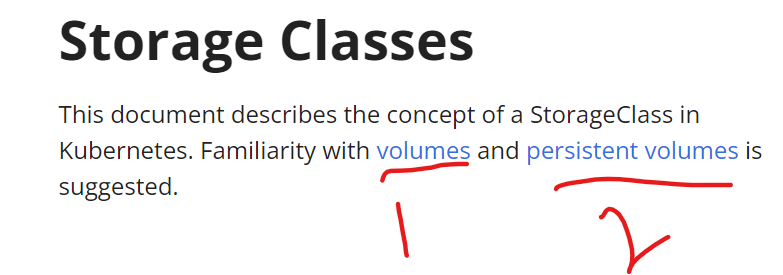 Storage Classes
This document describes the concept of a StorageClass in
Kubernetes. Familiarity with volumes and persistent volumes is
suggested.
1 2